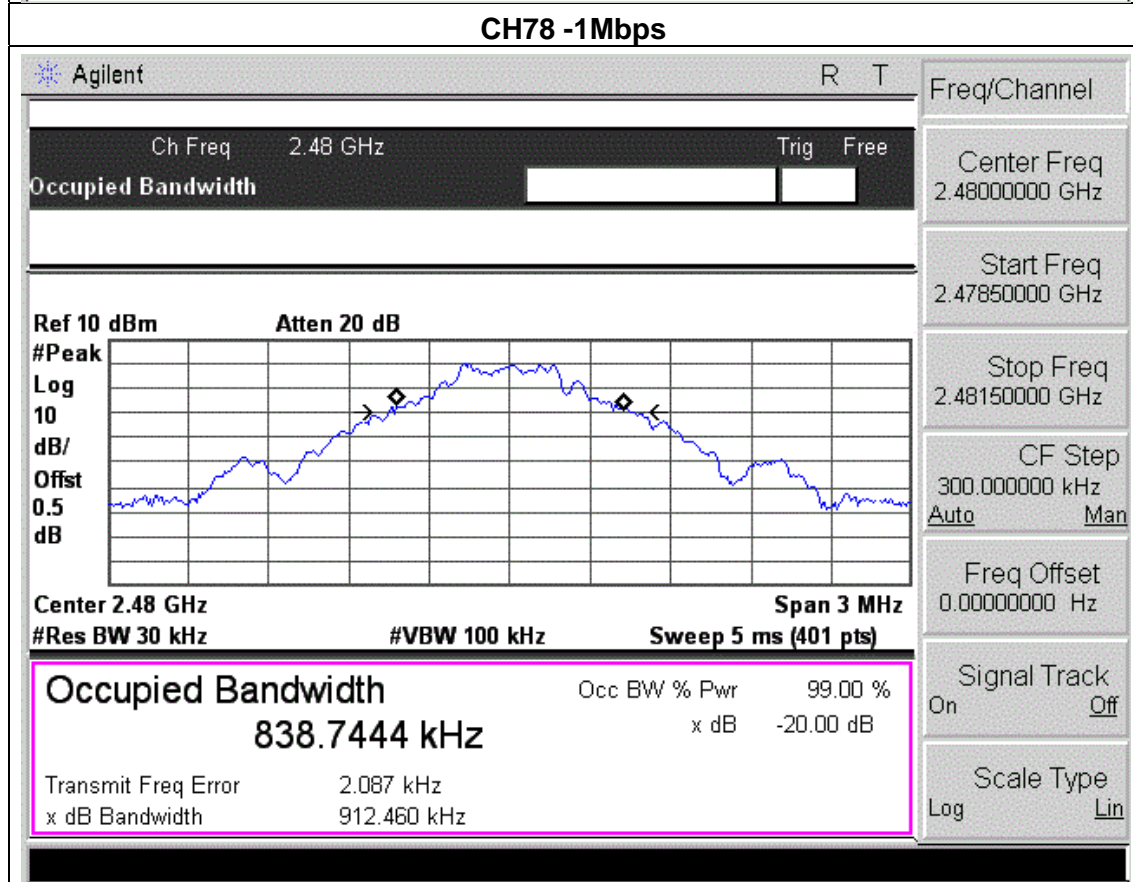 CH78 -1Mbps
Agilent R T
Ch Freq 2.48 GHz Trig Free
Occupied Bandwidth
Ref 10 dBm Atten 20 dB
#Peak
Log
10
dB/
Offst
0.5
dB
Center 2.48 GHz Span 3 MHz
#Res BW 30 kHz #VBW 100 kHz Sweep 5 ms (401 pts)
Occupied Bandwidth Occ BW % Pwr 99.00 %
838.7444 kHz x dB -20.00 dB
Transmit Freq Error 2.087 kHz
x dB Bandwidth 912.460 kHz
Freq/Channel
Center Freq
2.48000000 GHz
Start Freq
2.47850000 GHz
Stop Freq
2.48150000 GHz
CF Step
300.000000 kHz
Auto Man
Freq Offset
0.00000000 Hz
Signal Track
On Off
Scale Type
Log Lin